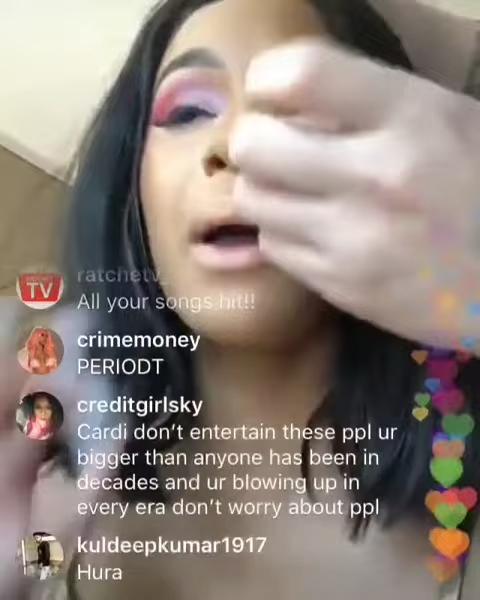 TV
ratchetv
All your songs hit!!
crimemoney
PERIODT
creditgirlsky
Cardi don't entertain these ppl ur
bigger than anyone has been in
decades and ur blowing up in
every era don't worry about ppl
kuldeepkumar1917
Hura